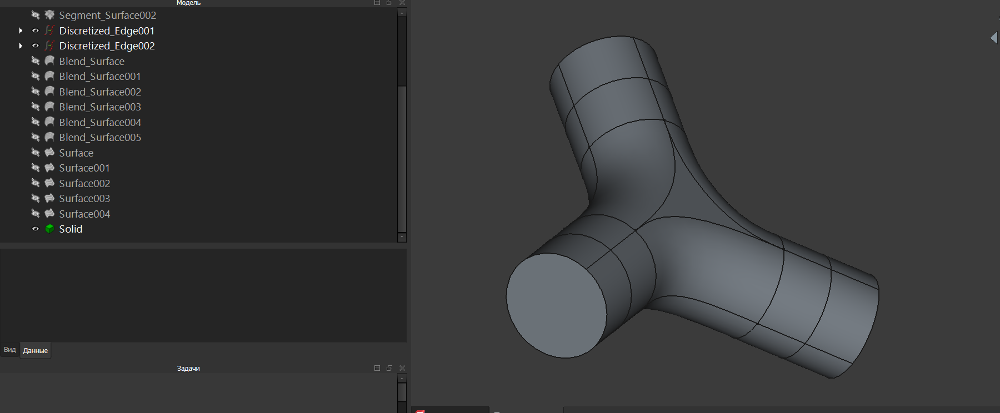 Модель
Segment_Surface002
Discretized_Edge001
Discretized_Edge002
Blend_Surface
Blend_Surface001
Blend_Surface002
Blend_Surface003
Blend_Surface004
Blend_Surface005
Surface
Surface001
Surface002
Surface003
Surface004
Solid
Вид
Данные
Задачи